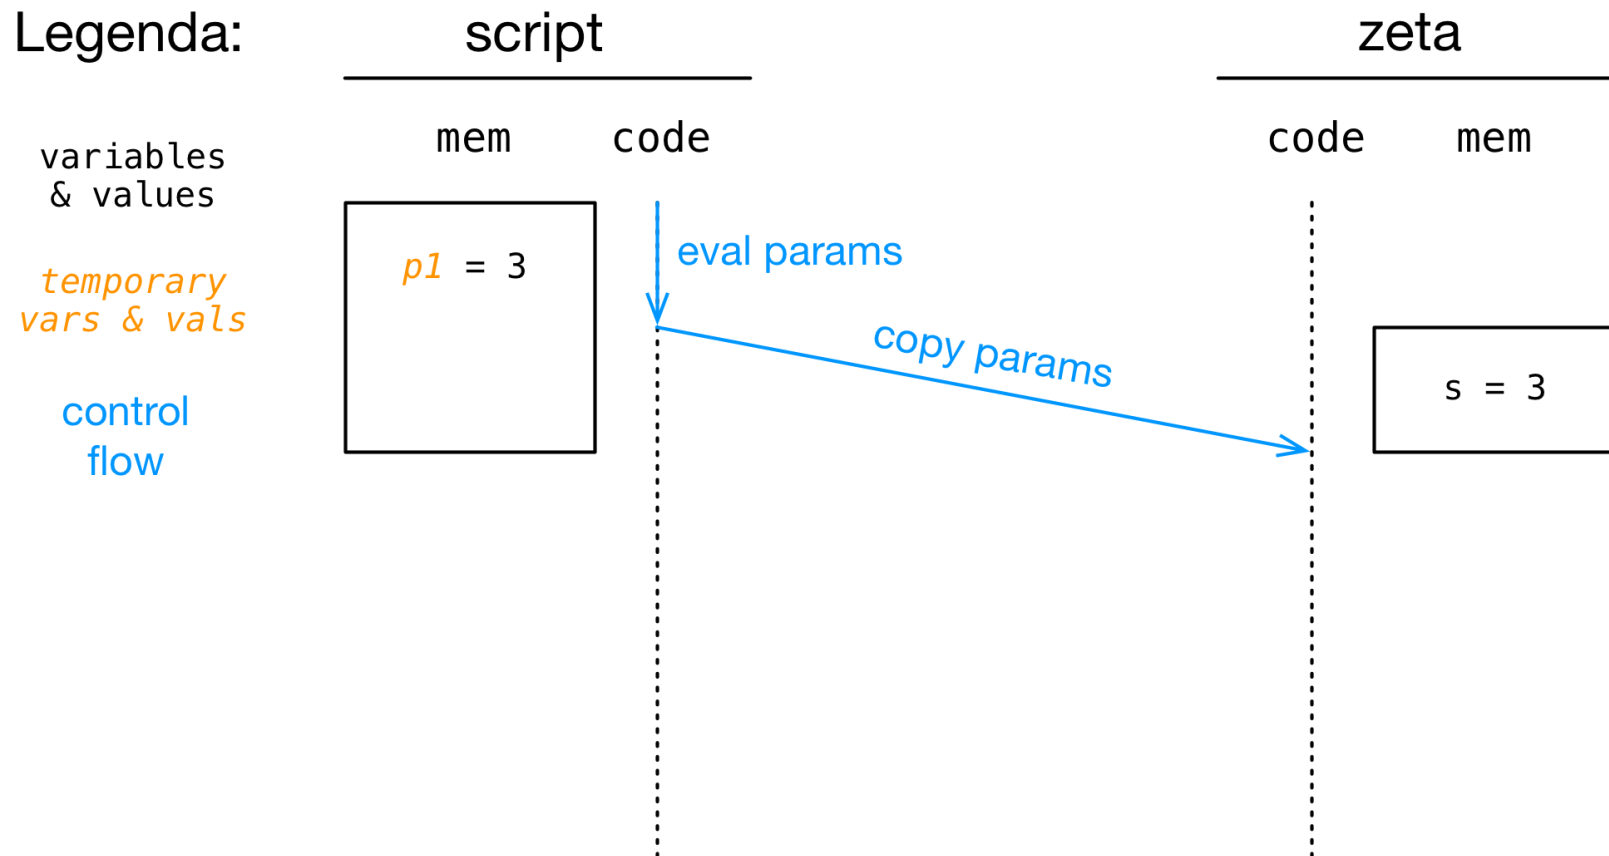 Legenda:
script
zeta
mem
code
code
mem
variables
& values
temporary
vars & vals
control
flow
p1 = 3
eval params
copy params
s = 3